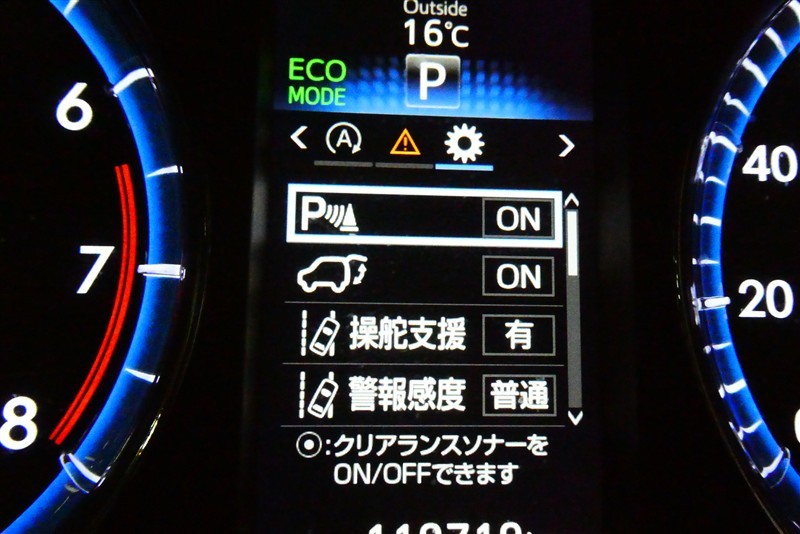 Outside
16℃
ECO
MODE
P
6
7
8
A
40
20
P ON
ON
操舵支援 有
警報感度 普通
⦿:クリアランスソナーを
ON/OFFできます